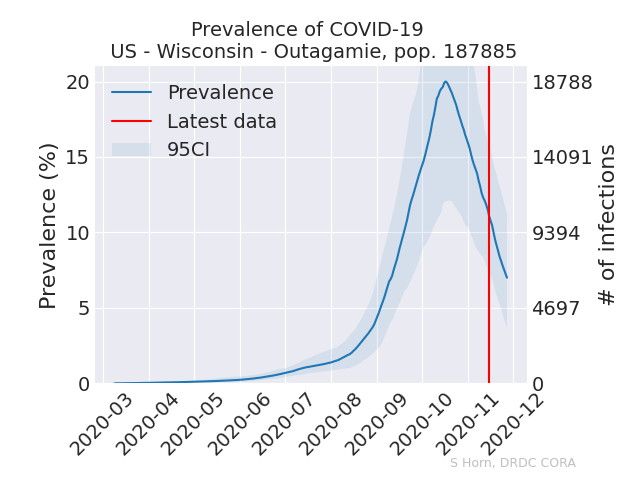 Prevalence of COVID-19
US - Wisconsin - Outagamie, pop. 187885
Prevalence (%)
20
15
10
5
0
Prevalence
Latest data
95CI
18788
14091
9394
4697
0
# of infections
2020-03
2020-04
2020-05
2020-06
2020-07
2020-08
2020-09
2020-10
2020-11
2020-12
S Horn, DRDC CORA